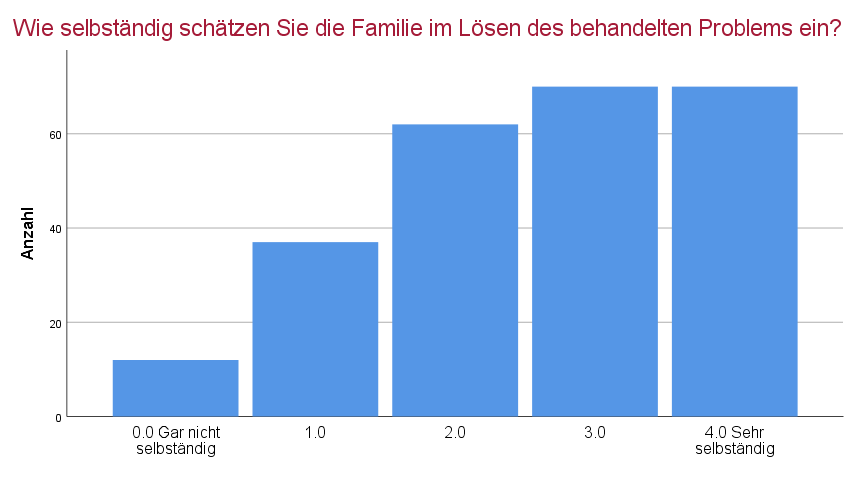 Wie selbständig schätzen Sie die Familie im Lösen des behandelten Problems ein?
60
40
20
0
Anzahl
0.0 Gar nicht
selbständig
1.0
2.0
3.0
4.0 Sehr
selbständig